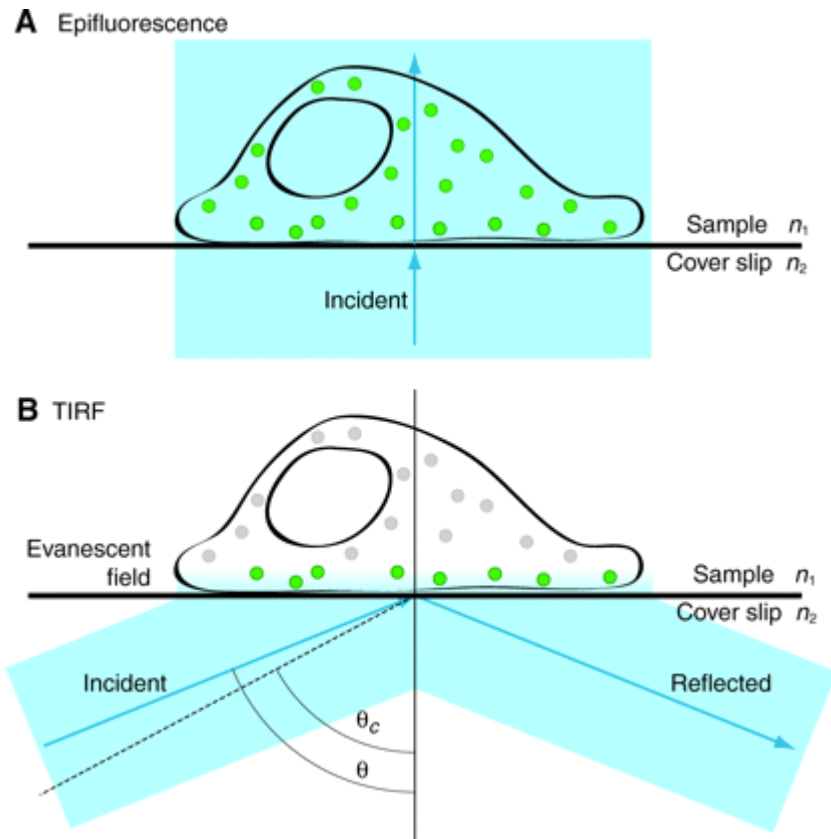 A Epifluorescence
Sample n₁
Cover slip n₂
Incident
B TIRF
Evanescent
field
Sample n₁
Cover slip n₂
Incident
Reflected
θc
θ